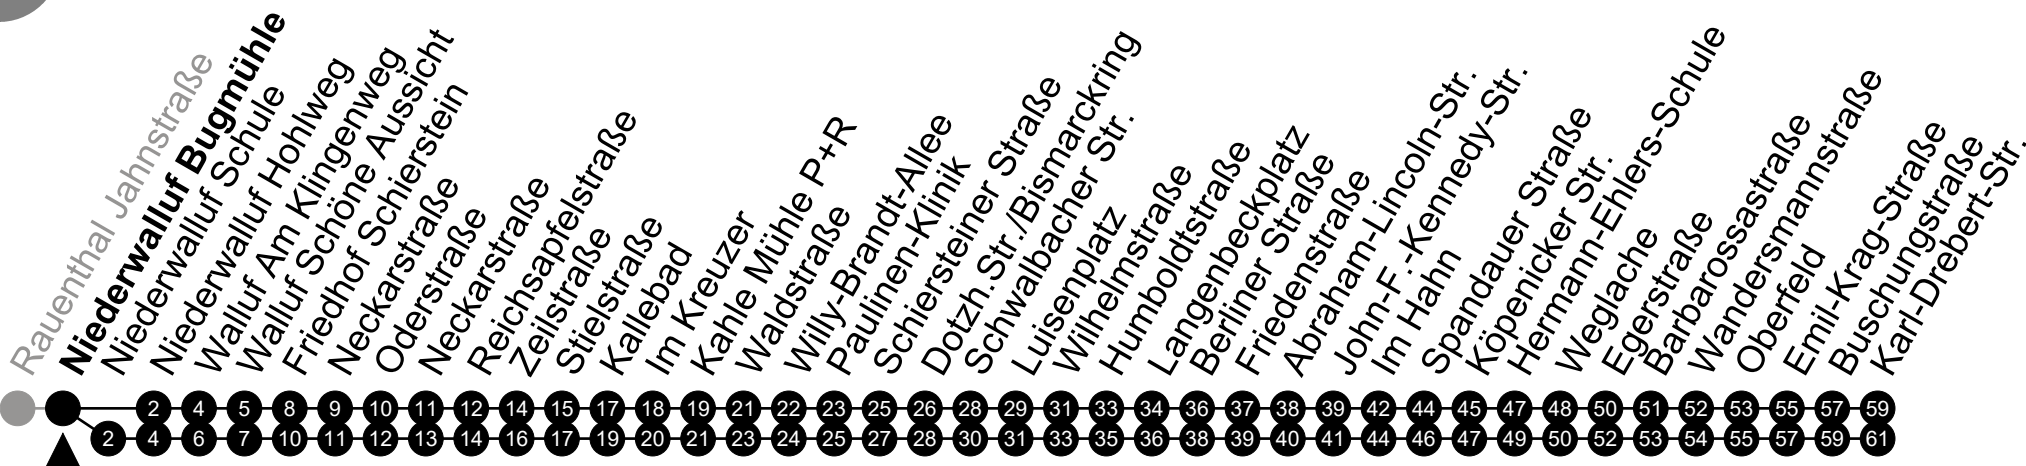 Rauenthal Jahnstraße
Niederwalluf Bugmühle
Niederwalluf Schule
Niederwalluf Hohlweg
Walluf Am Klingenweg
Walluf Schöne Aussicht
Friedhof Schierstein
Neckarstraße
Oderstraße
Neckarstraße
Reichsapfelstraße
Zeilstraße
Stielstraße
Kallebad
Im Kreuzer
Kahle Mühle P+R
Waldstraße
Willy-Brandt-Allee
Paulinen-Klinik
Schiersteiner Straße
Dotzh.Str./Bismarckring
Schwalbacher Str.
Luisenplatz
Wilhelmstraße
Humboldtstraße
Langenbeckplatz
Berliner Straße
Friedenstraße
Abraham-Lincoln-Str.
John-F.-Kennedy-Str.
Im Hahn
Spandauer Straße
Köpenicker Str.
Hermann-Ehlers-Schule
Weglache
Egerstraße
Barbarossastraße
Wandersmannstraße
Oberfeld
Emil-Krag-Straße
Buschungstraße
Karl-Drebert-Str.
2 4 5 8 9 10 11 12 14 15 17 18 19 21 22 23 25 26 28 29 31 33 34 36 37 38 39 42 44 45 47 48 50 51 52 53 55 57 59
2 4 6 7 10 11 12 13 14 16 17 19 20 21 23 24 25 27 28 30 31 33 35 36 38 39 40 41 44 46 47 49 50 52 53 54 55 57 59 61